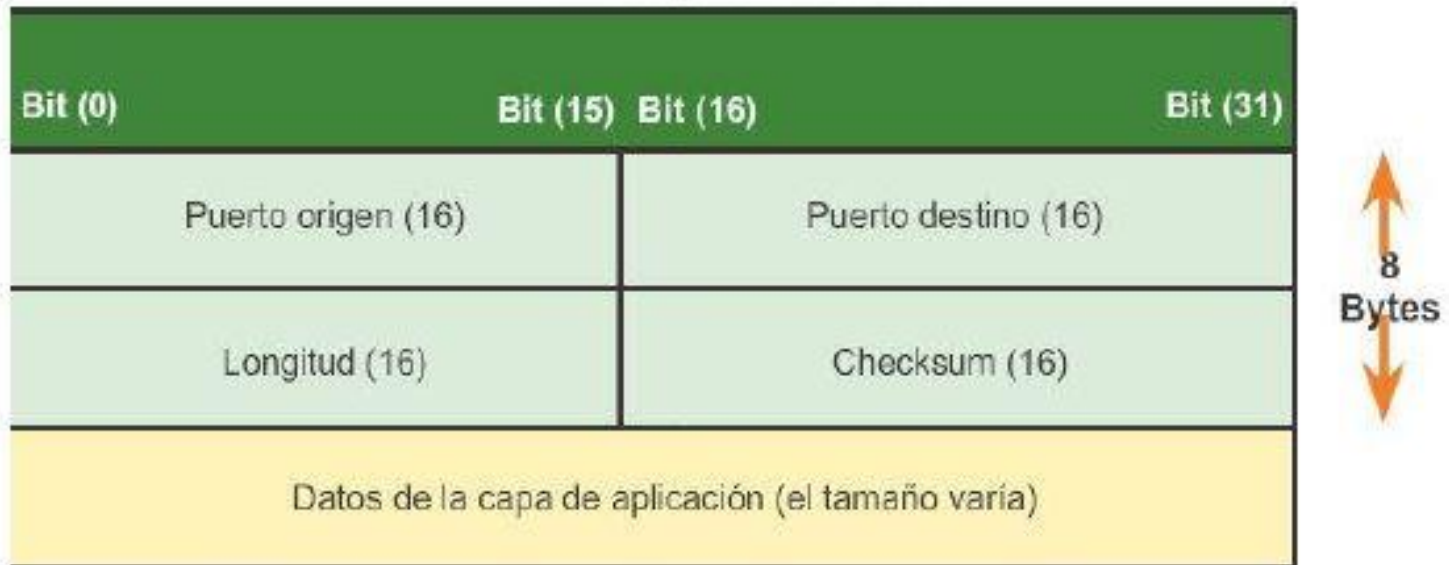 Bit (0) Bit (15) Bit (16) Bit (31)
Puerto origen (16) Puerto destino (16)
8
Bytes
Longitud (16) Checksum (16)
Datos de la capa de aplicación (el tamaño varía)